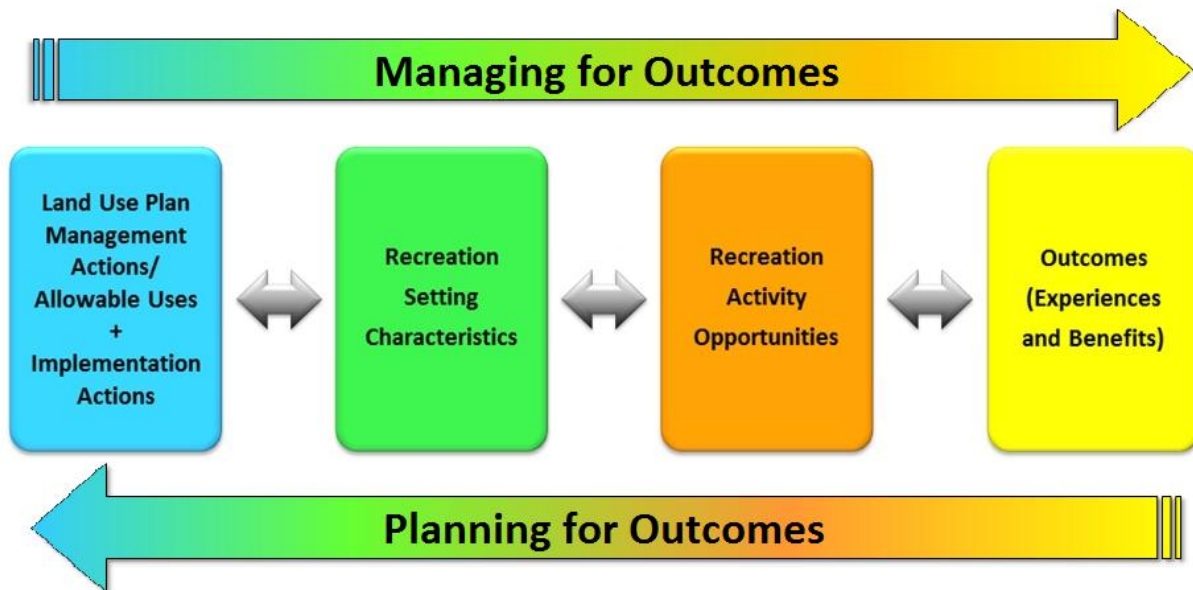 Managing for Outcomes
Land Use Plan
Management
Actions/
Allowable Uses
+
Implementation
Actions
Recreation
Setting
Characteristics
Recreation
Activity
Opportunities
Outcomes
(Experiences
and Benefits)
Planning for Outcomes